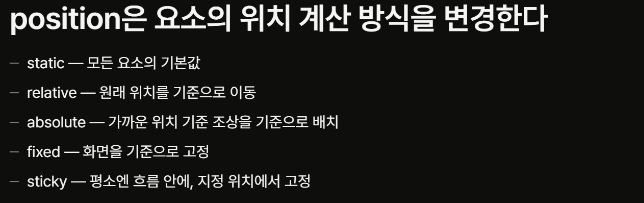 position은 요소의 위치 계산 방식을 변경한다
— static — 모든 요소의 기본값
— relative — 원래 위치를 기준으로 이동
— absolute — 가까운 위치 기준 조상을 기준으로 배치
— fixed — 화면을 기준으로 고정
— sticky — 평소엔 흐름 안에, 지정 위치에서 고정